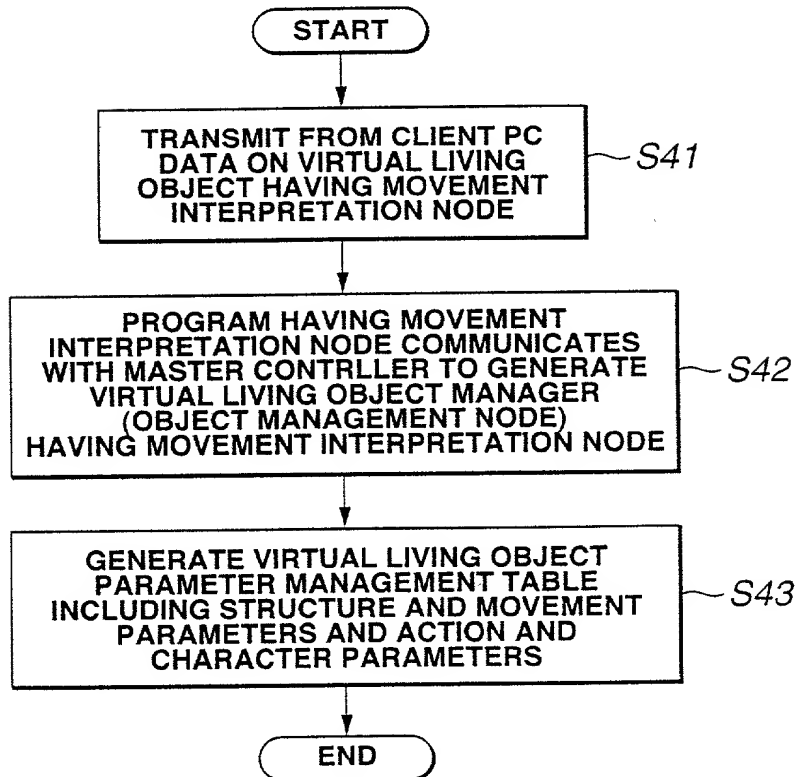 START
TRANSMIT FROM CLIENT PC
DATA ON VIRTUAL LIVING
OBJECT HAVING MOVEMENT
INTERPRETATION NODE
S41
PROGRAM HAVING MOVEMENT
INTERPRETATION NODE COMMUNICATES
WITH MASTER CONTRLLER TO GENERATE
VIRTUAL LIVING OBJECT MANAGER
(OBJECT MANAGEMENT NODE)
HAVING MOVEMENT INTERPRETATION NODE
S42
GENERATE VIRTUAL LIVING OBJECT
PARAMETER MANAGEMENT TABLE
INCLUDING STRUCTURE AND MOVEMENT
PARAMETERS AND ACTION AND
CHARACTER PARAMETERS
S43
END